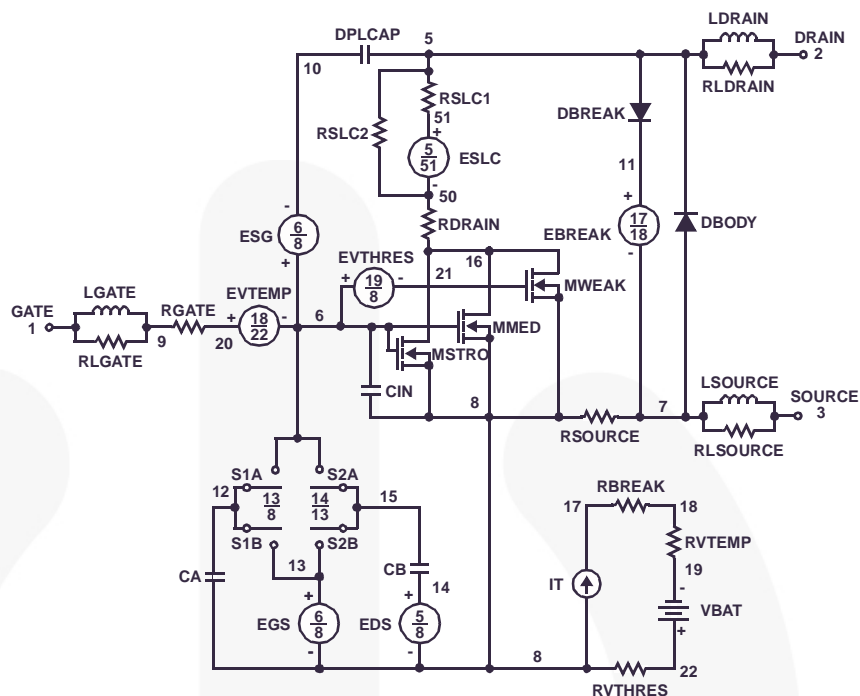 LDRAIN
DPLCAP 5 DRAIN
10 2
RLDRAIN
RSLC1
DBREAK
51
RSLC2 +
5
51 ESLC
11
-
50
- +
17
18
6
8 RDRAIN EBREAK DBODY
ESG
EVTHRES
+ 16 -
+ 19
8 - 21
MWEAK
LGATE EVTEMP
GATE RGATE + 18
22 - 6
1 MMED
9 20
MSTRO
RLGATE
LSOURCE
CIN SOURCE
8 7 3
RSOURCE
RLSOURCE
S1A S2A
12 RBREAK
13
8 14
13 15 17 18
S1B S2B RVTEMP
13 CB 19
CA IT -
14
+ + VBAT
6
8 5
8 +
EGS EDS
- - 8 22
RVTHRES